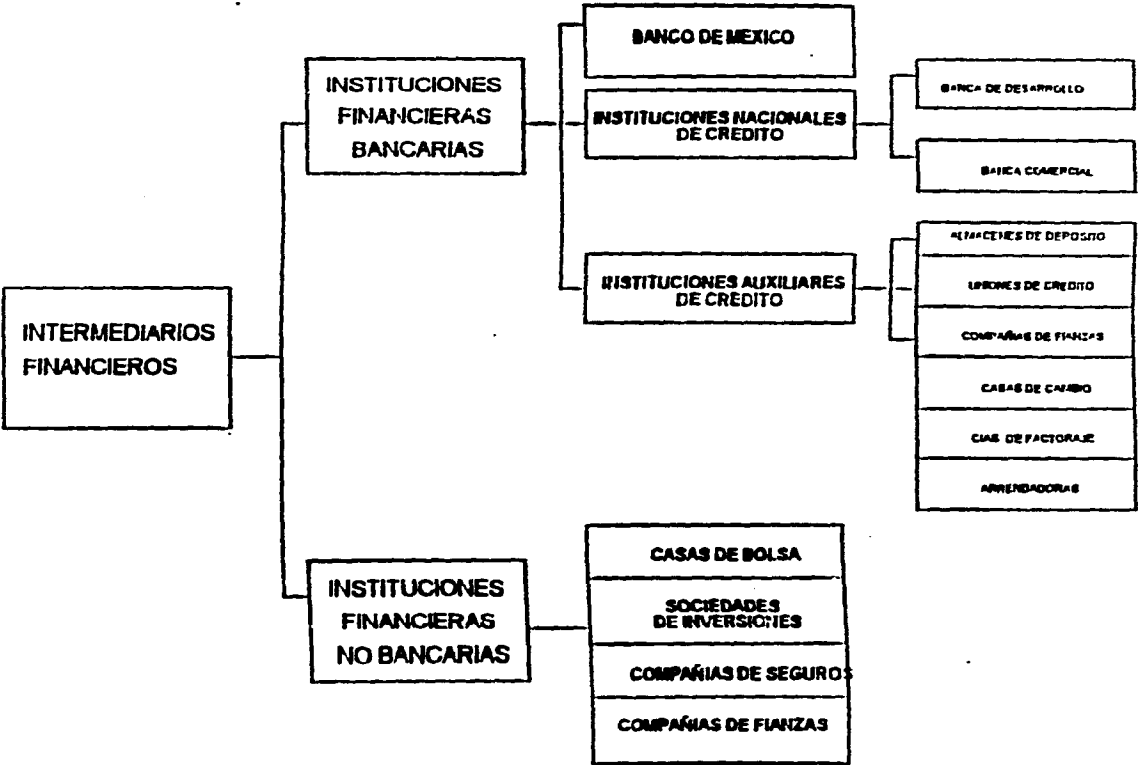 BANCO DE MEXICO
INSTITUCIONES
FINANCIERAS
BANCARIAS
INSTITUCIONES NACIONALES
DE CREDITO
BANCA DE DESARROLLO
BANCA COMERCIAL
INSTITUCIONES AUXILIARES
DE CREDITO
ALMACENES DE DEPOSITO
UNIONES DE CREDITO
COMPAÑIAS DE FIANZAS
CASAS DE CAMBIO
CIAS DE FACTORAJE
ARRENDADORAS
INTERMEDIARIOS
FINANCIEROS
INSTITUCIONES
FINANCIERAS
NO BANCARIAS
CASAS DE BOLSA
SOCIEDADES
DE INVERSIONES
COMPAÑIAS DE SEGUROS
COMPAÑIAS DE FIANZAS